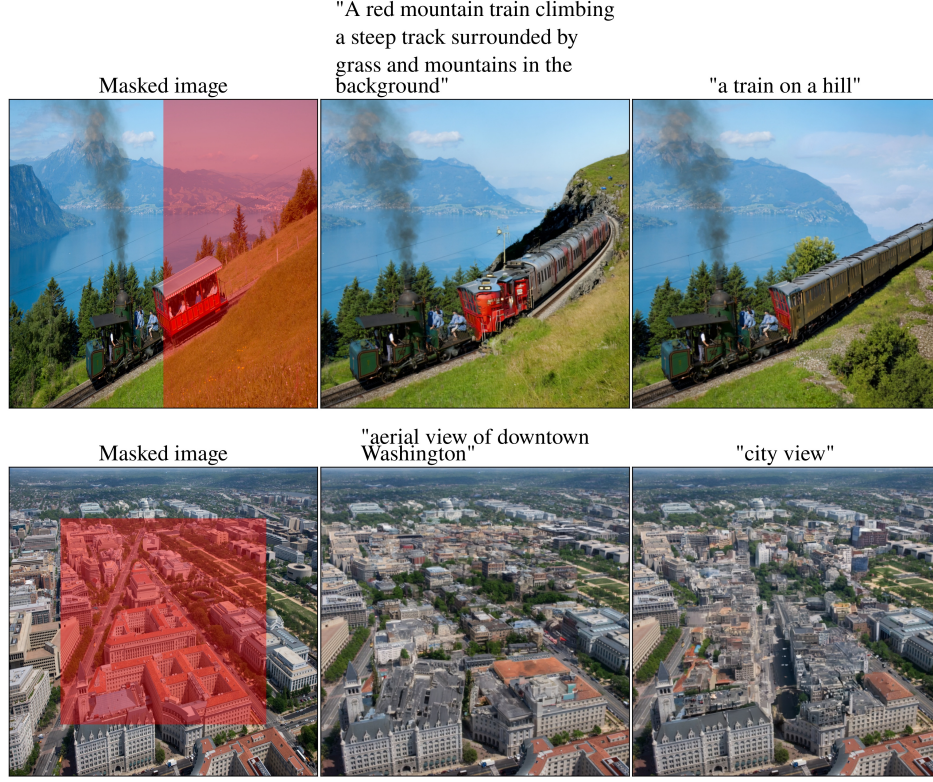 "A red mountain train climbing
a steep track surrounded by
grass and mountains in the
background"
Masked image
"a train on a hill"
"aerial view of downtown
Washington"
Masked image
"city view"